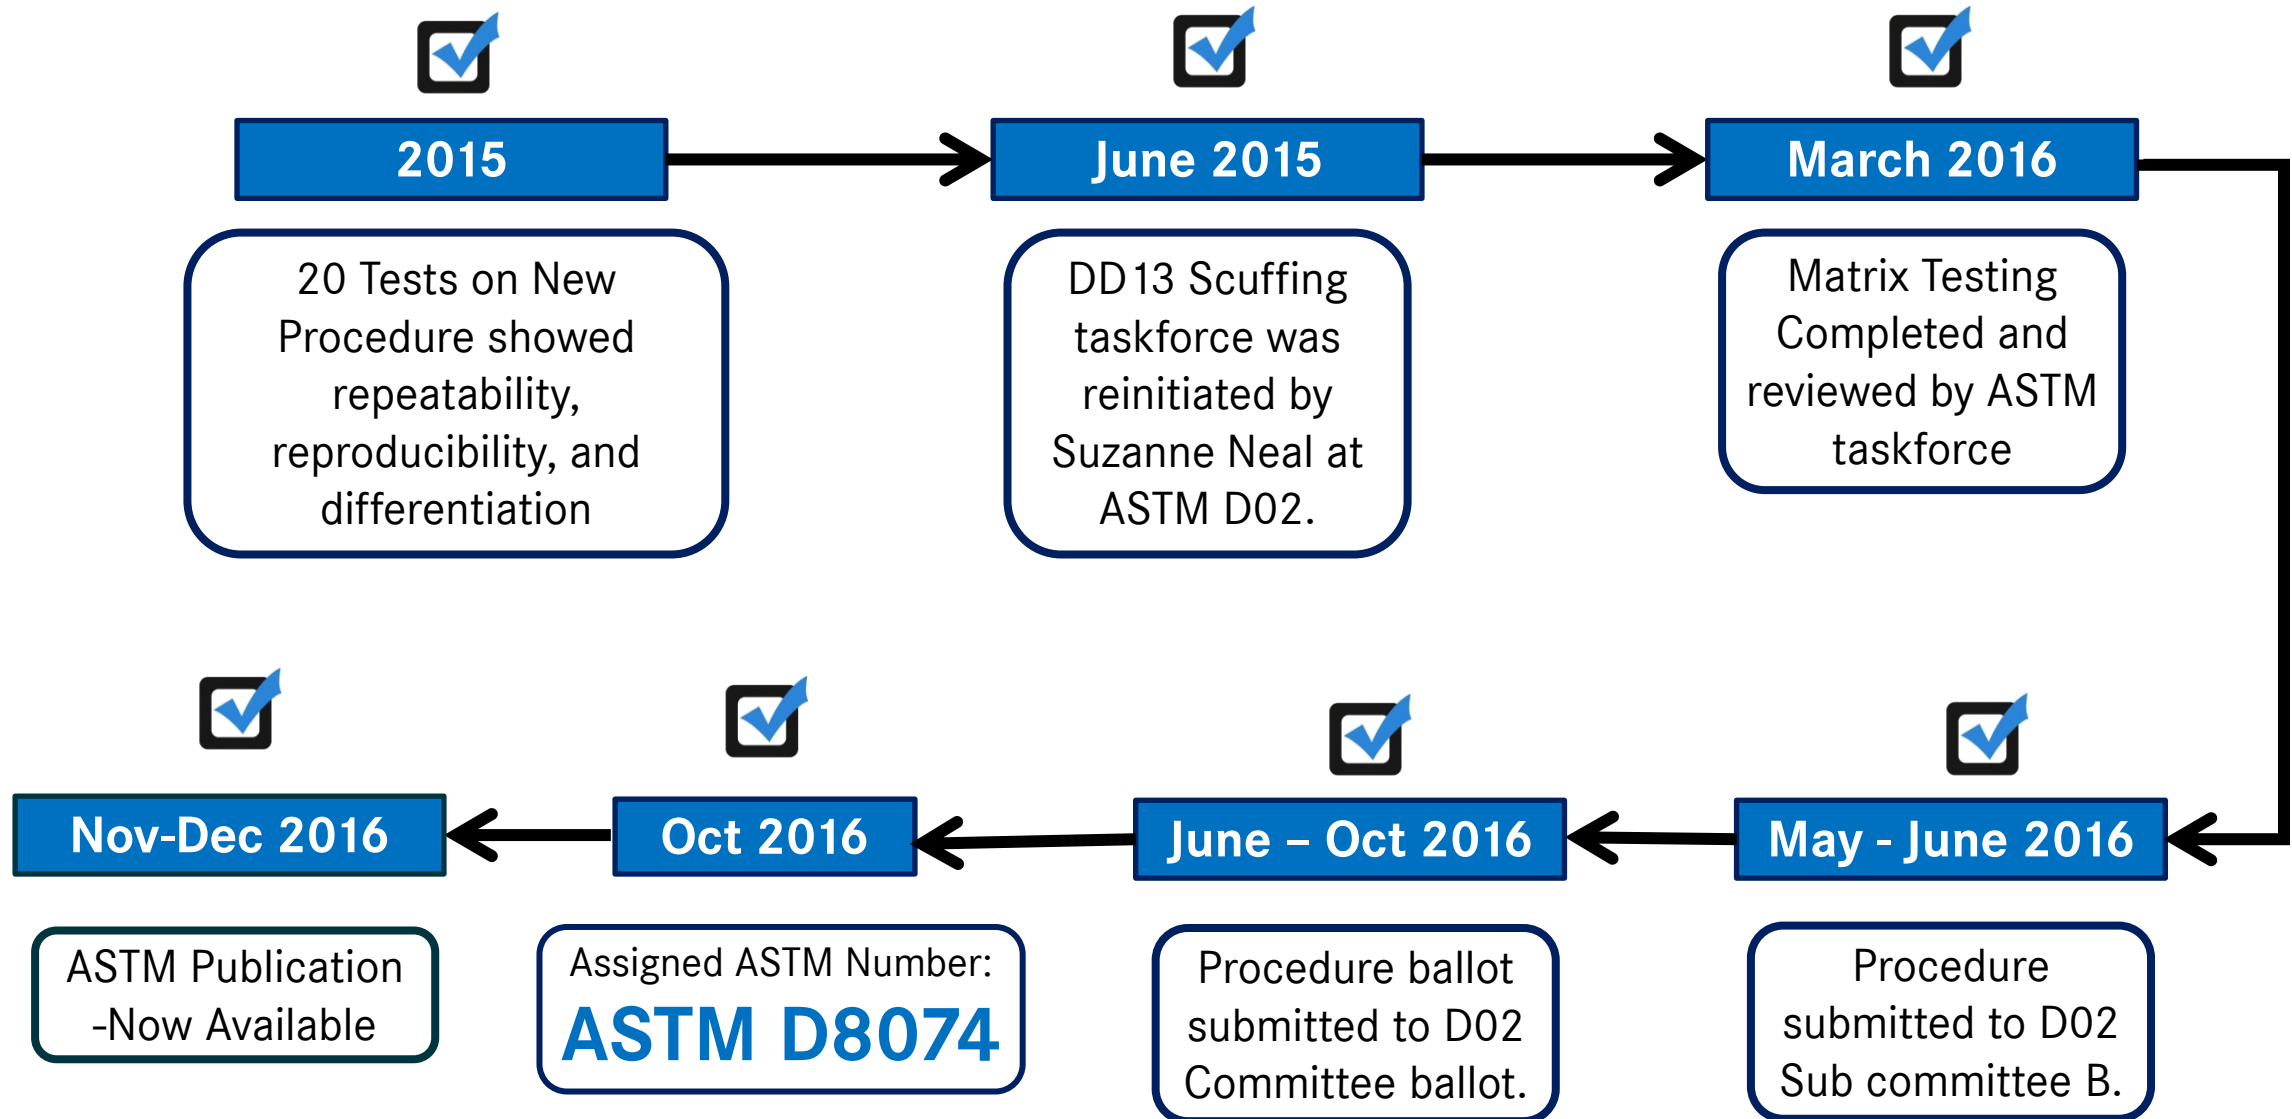 2015
20 Tests on New
Procedure showed
repeatability,
reproducibility, and
differentiation
June 2015
DD13 Scuffing
taskforce was
reinitiated by
Suzanne Neal at
ASTM D02.
March 2016
Matrix Testing
Completed and
reviewed by ASTM
taskforce
May - June 2016
Procedure
submitted to D02
Sub committee B.
June – Oct 2016
Procedure ballot
submitted to D02
Committee ballot.
Oct 2016
Assigned ASTM Number:
ASTM D8074
Nov-Dec 2016
ASTM Publication
-Now Available